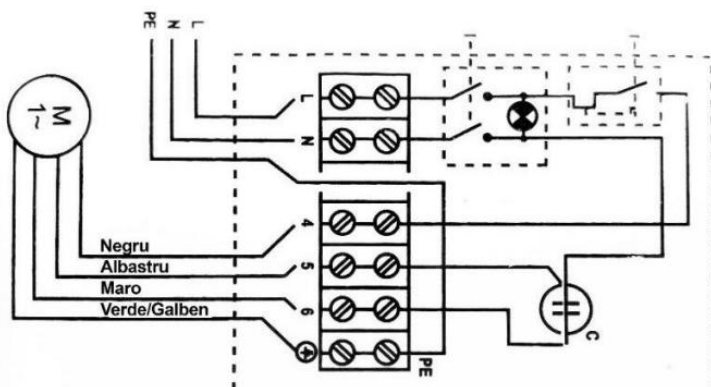 PE N L
M
1~
L
N
4
Negru
5
Albastru
6
Maro
Verde/Galben
PE
C